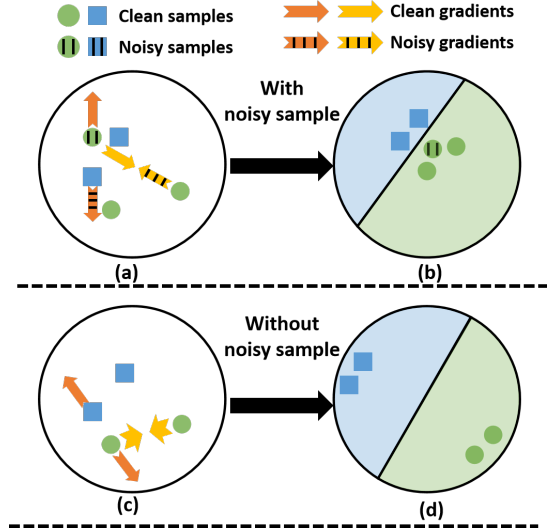 Clean samples
Clean gradients
Noisy samples
Noisy gradients
With
noisy sample
(a)
(b)
Without
noisy sample
(c)
(d)